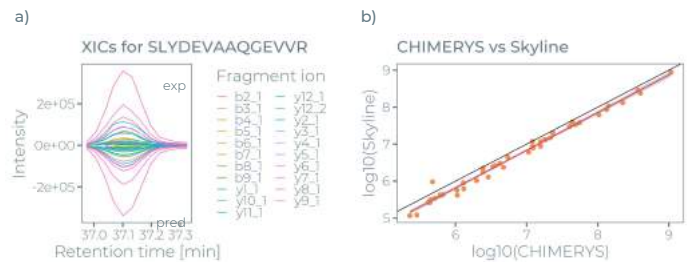 a)
XICs for SLYDEVAAQGEVVR
exp
pred
Intensity
2e+05
0e+00
-2e+05
37.0 37.1 37.2 37.3
Retention time [min]
Fragment ion
b2_1
b3_1
b4_1
b5_1
b6_1
b7_1
b8_1
b9_1
y1_1
y10_1
y11_1
y12_1
y12_2
y2_1
y3_1
y4_1
y5_1
y6_1
y7_1
y8_1
y9_1
b)
CHIMERYS vs Skyline
log10(Skyline)
9
8
7
6
5
6 7 8 9
log10(CHIMERYS)